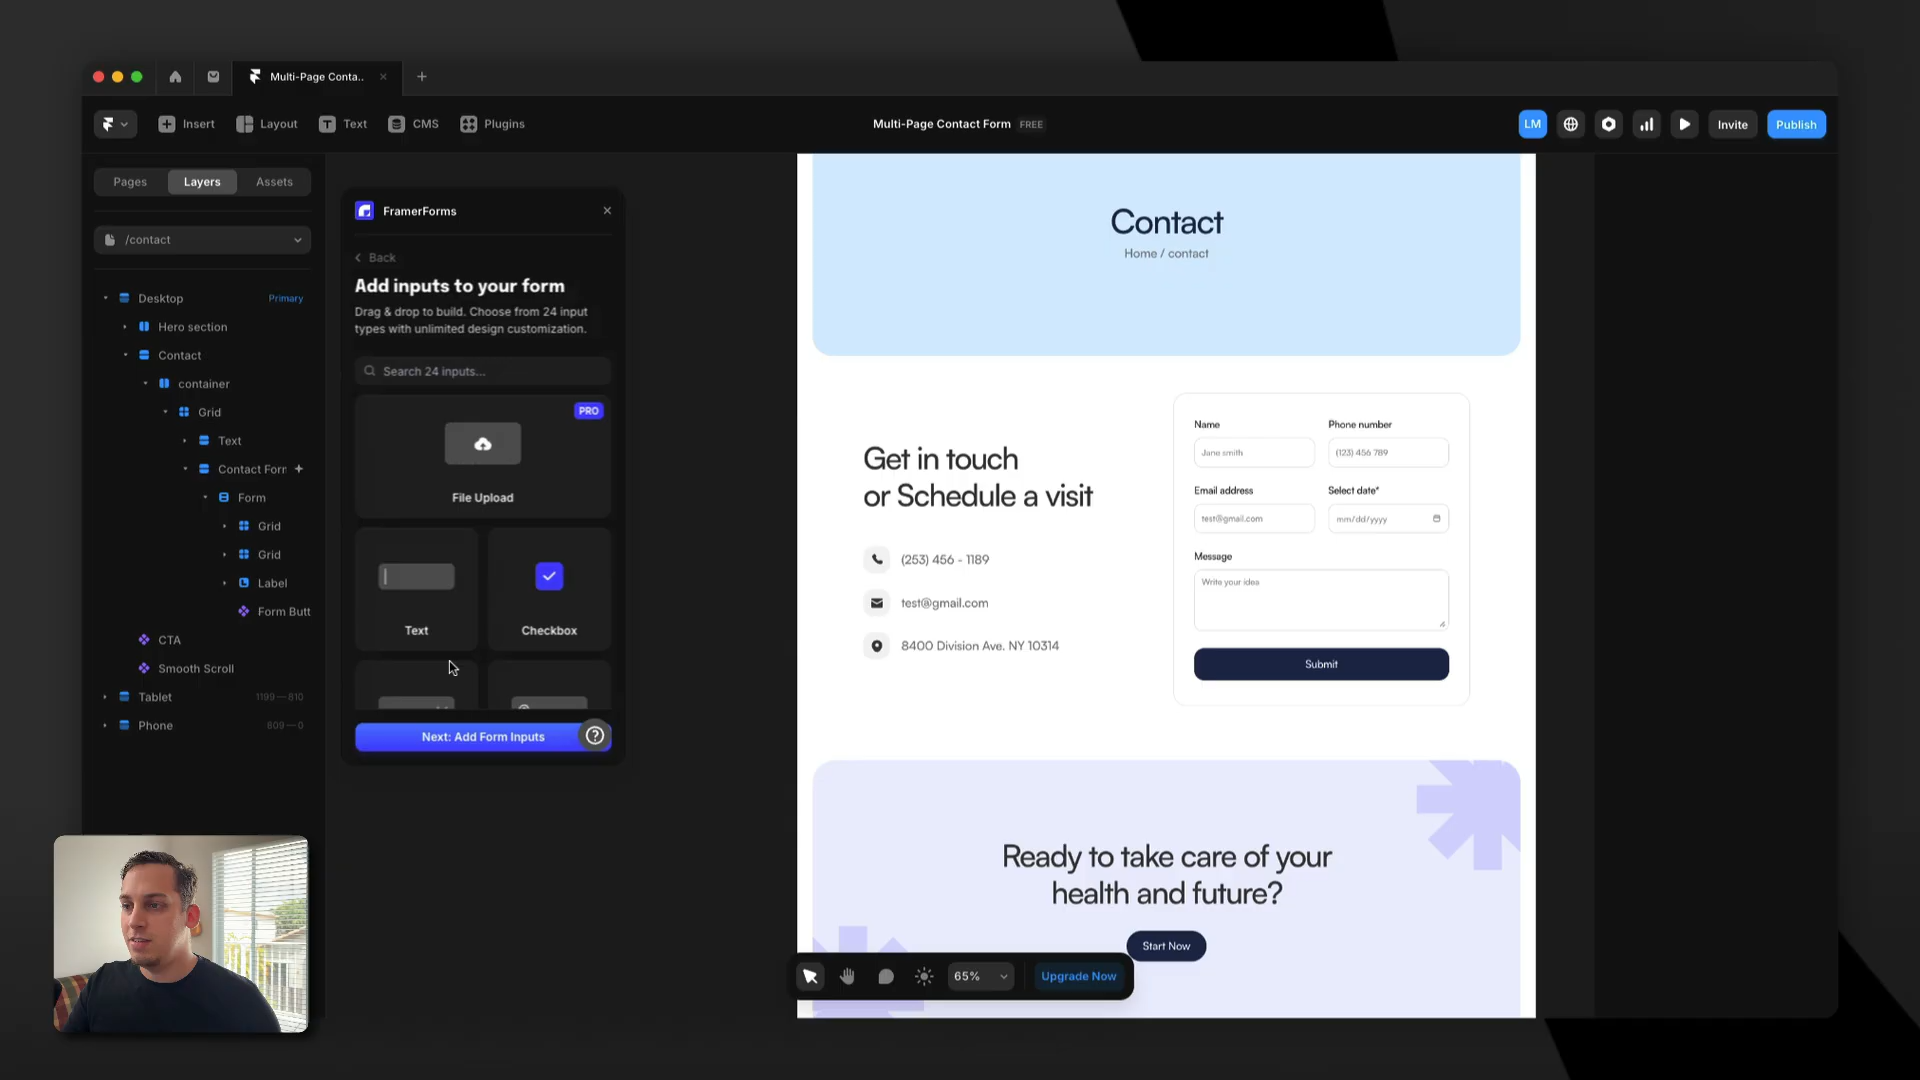 Multi-Page Conta..
Insert
Layout
Text
CMS
Plugins
Multi-Page Contact Form FREE
LM
Invite
Publish
Pages
Layers
Assets
/contact
Desktop
Primary
Hero section
Contact
container
Grid
Text
Contact Forn
Form
Grid
Grid
Label
Form Butt
CTA
Smooth Scroll
Tablet
1199—810
Phone
809—0
FramerForms
Back
Add inputs to your form
Drag & drop to build. Choose from 24 input
types with unlimited design customization.
Search 24 inputs...
PRO
File Upload
Text
Checkbox
Next: Add Form Inputs
Contact
Home / contact
Get in touch
or Schedule a visit
(253) 456 - 1189
test@gmail.com
8400 Division Ave. NY 10314
Name
Phone number
Jane smith
(123) 456 789
Email address
Select date*
test@gmail.com
mm/dd/yyyy
Message
Write your idea
Submit
Ready to take care of your
health and future?
Start Now
65%
Upgrade Now